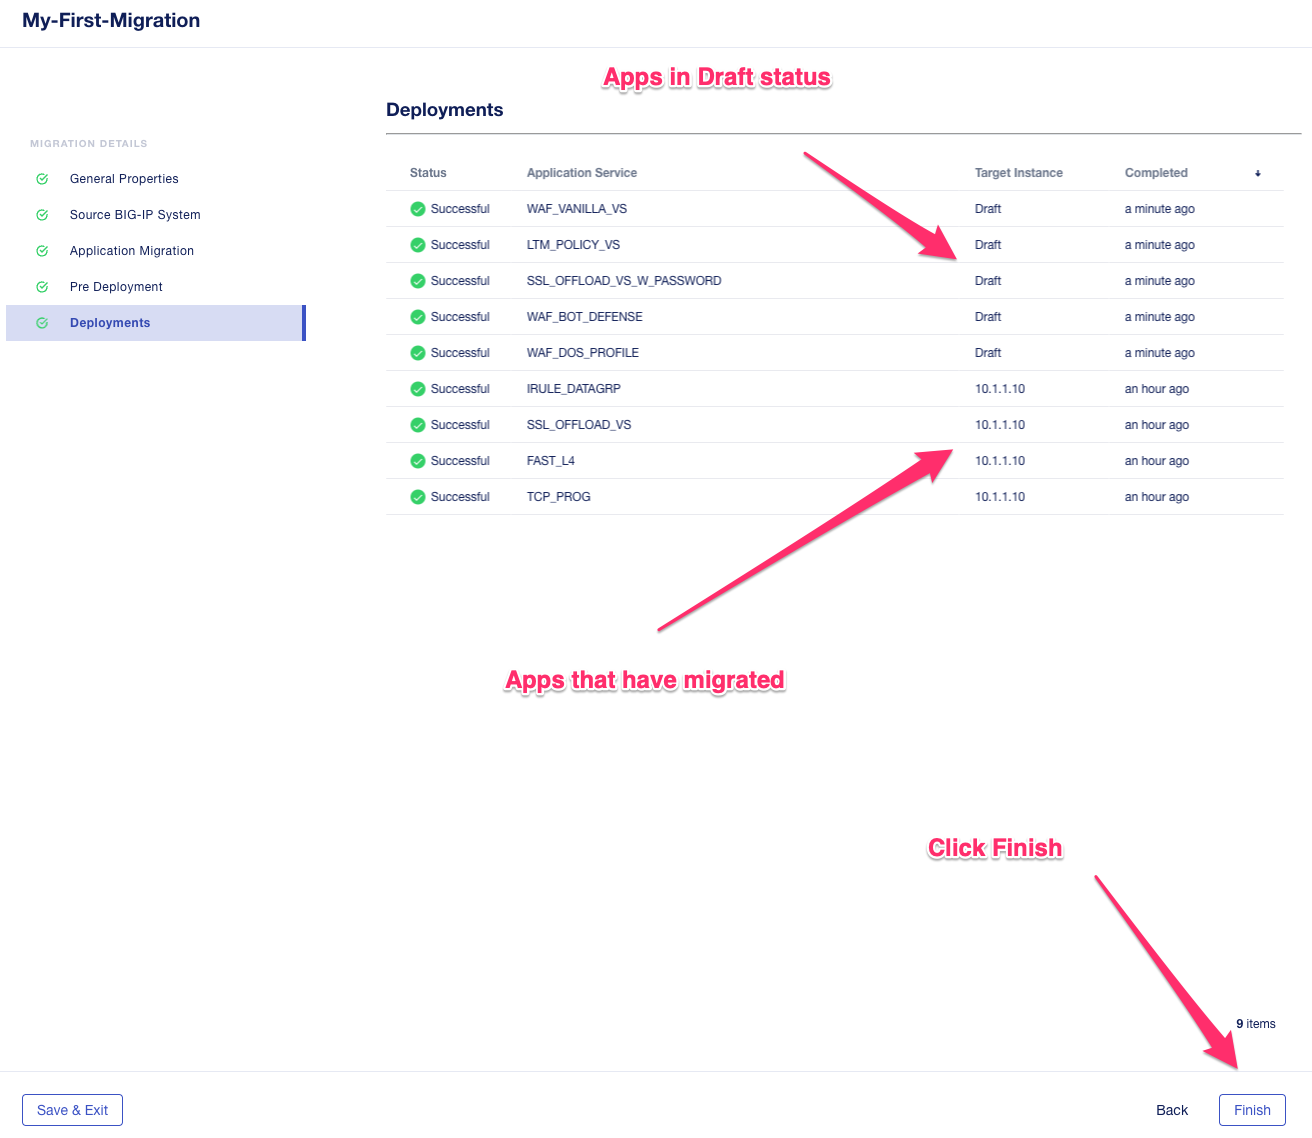 My-First-Migration
Apps in Draft status
Deployments
MIGRATION DETAILS
General Properties
Source BIG-IP System
Application Migration
Pre Deployment
Deployments
Status Application Service Target Instance Completed
Successful WAF_VANILLA_VS Draft a minute ago
Successful LTM_POLICY_VS Draft a minute ago
Successful SSL_OFFLOAD_VS_W_PASSWORD Draft a minute ago
Successful WAF_BOT_DEFENSE Draft a minute ago
Successful WAF_DOS_PROFILE Draft a minute ago
Successful IRULE_DATAGRP 10.1.1.10 an hour ago
Successful SSL_OFFLOAD_VS 10.1.1.10 an hour ago
Successful FAST_L4 10.1.1.10 an hour ago
Successful TCP_PROG 10.1.1.10 an hour ago
Apps that have migrated
Click Finish
9 items
Save & Exit Back Finish